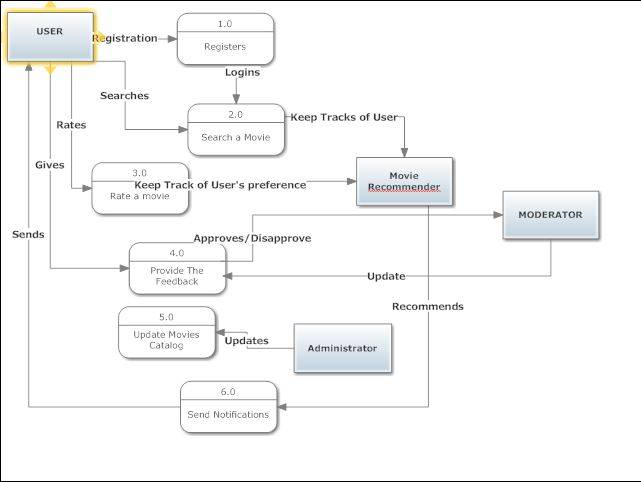 USER
Registration
1.0
Registers
Logins
Searches
2.0
Search a Movie
Keep Tracks of User
Rates
Gives
3.0
Rate a movie
Keep Track of User's preference
Movie
Recommender
MODERATOR
Sends
Approves/Disapprove
4.0
Provide The
Feedback
Update
Recommends
5.0
Update Movies
Catalog
Updates
Administrator
6.0
Send Notifications